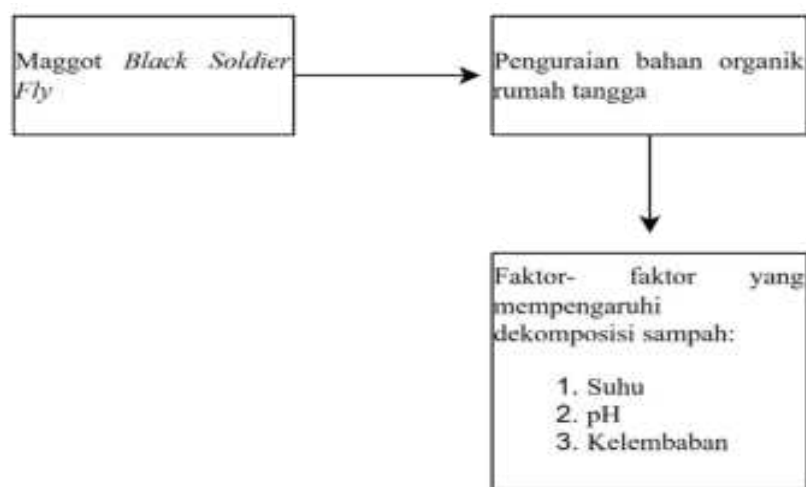 Maggot Black Soldier
Fly
Penguraian bahan organik
rumah tangga
Faktor- faktor yang
mempengaruhi
dekomposisi sampah:
1. Suhu
2. pH
3. Kelembaban